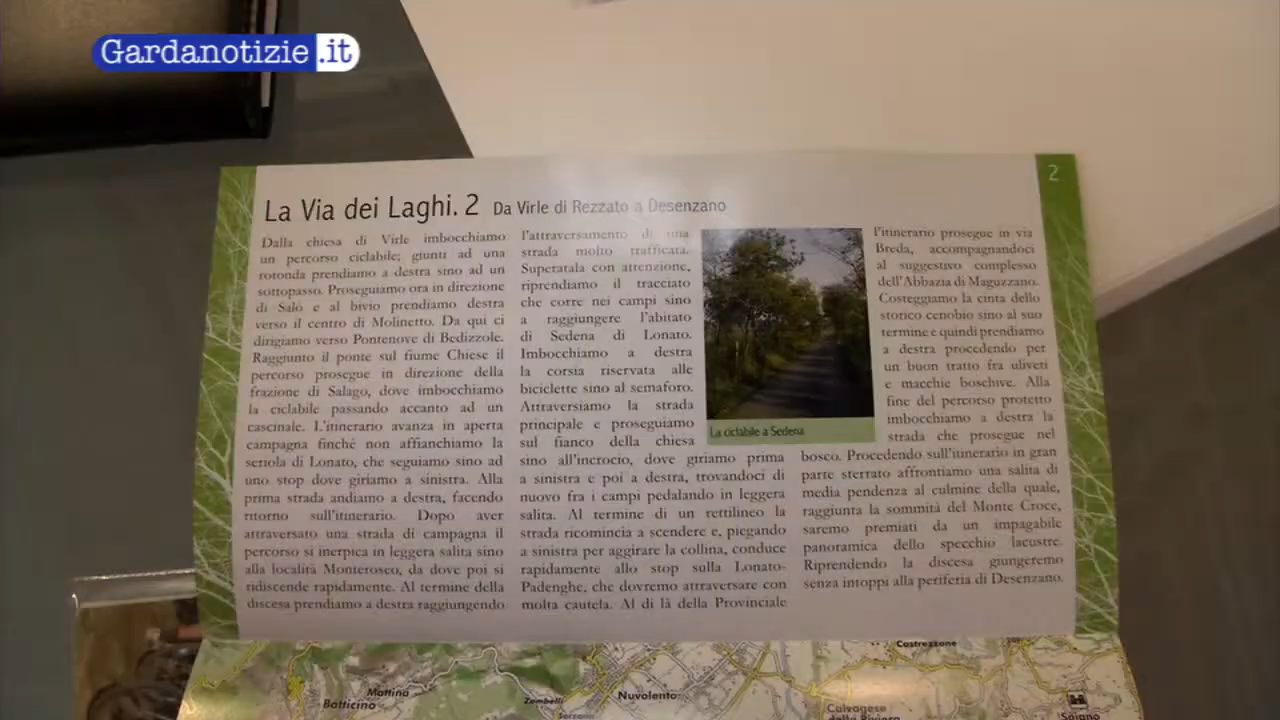 Gardanotizie.it
2
La Via dei Laghi. 2 Da Virle di Rezzato a Desenzano
Dalla chiesa di Virle imbocchiamo
un percorso ciclabile; giunti ad una
rotonda prendiamo a destra sino ad un
sottopasso. Proseguiamo ora in direzione
di Salò e al bivio prendiamo destra
verso il centro di Molinetto. Da qui ci
dirigiamo verso Pontenove di Bedizzole.
Raggiunto il ponte sul fiume Chiese il
percorso prosegue in direzione della
frazione di Salago, dove imbocchiamo
la ciclabile passando accanto ad un
cascinale. L'itinerario avanza in aperta
campagna finché non affianchiamo la
seriola di Lonato, che seguiamo sino ad
uno stop dove giriamo a sinistra. Alla
prima strada andiamo a destra, facendo
ritorno sull'itinerario. Dopo aver
attraversato una strada di campagna il
percorso si inerpica in leggera salita sino
alla località Monterosco, da dove poi si
ridiscende rapidamente. Al termine della
discesa prendiamo a destra raggiungendo
l'attraversamento di una
strada molto trafficata.
Superatala con attenzione,
riprendiamo il tracciato
che corre nei campi sino
a raggiungere l'abitato
di Sedena di Lonato.
Imbocchiamo a destra
la corsia riservata alle
biciclette sino al semaforo.
Attraversiamo la strada
principale e proseguiamo
sul fianco della chiesa
sino all'incrocio, dove giriamo prima
a sinistra e poi a destra, trovandoci di
nuovo fra i campi pedalando in leggera
salita. Al termine di un rettilineo la
strada ricomincia a scendere e, piegando
a sinistra per aggirare la collina, conduce
rapidamente allo stop sulla Lonato-
Padenghe, che dovremo attraversare con
molta cautela. Al di là della Provinciale
La ciclabile a Sedena
l'itinerario prosegue in via
Breda, accompagnandoci
al suggestivo complesso
dell'Abbazia di Maguzzano.
Costeggiamo la cinta dello
storico cenobio sino al suo
termine e quindi prendiamo
a destra procedendo per
un buon tratto fra uliveti
e macchie boschive. Alla
fine del percorso protetto
imbocchiamo a destra la
strada che prosegue nel
bosco. Procedendo sull'itinerario in gran
parte sterrato affrontiamo una salita di
media pendenza al culmine della quale,
raggiunta la sommità del Monte Croce,
saremo premiati da un impagabile
panoramica dello specchio lacustre.
Riprendendo la discesa giungeremo
senza intoppi alla periferia di Desenzano.
Castrezzone
Mattina
Botticino
Zambelli
Nuvolento
Calvagese
della Riviera
Soiano